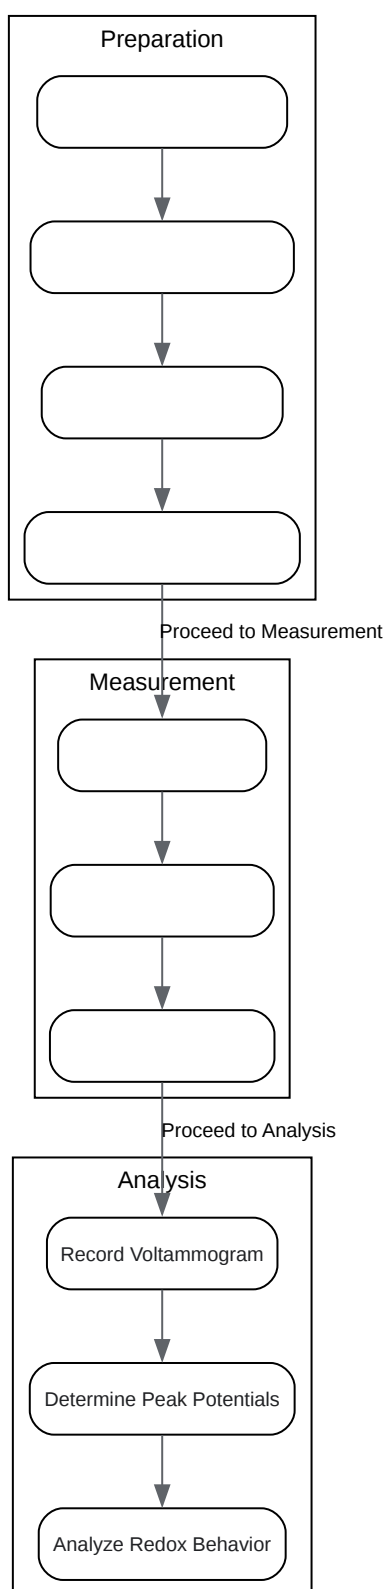 Preparation
Proceed to Measurement
Measurement
Proceed to Analysis
Analysis
Record Voltammogram
Determine Peak Potentials
Analyze Redox Behavior